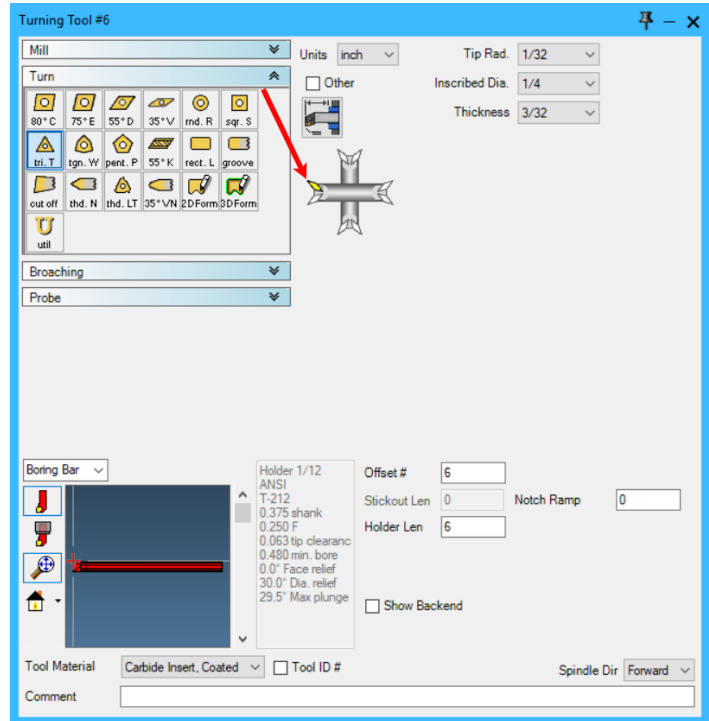 Turning Tool #6
Mill
Turn
80° C 75° E 55° D 35° V rnd. R sqr. S
tri. T tgn. W pent. P 55° K rect. L groove
cut off thd. N thd. LT 35° VN 2DForm 3DForm
util
Broaching
Probe
Units inch
Other
Tip Rad. 1/32
Inscribed Dia. 1/4
Thickness 3/32
Boring Bar
Holder 1/12
ANSI
T-212
0.375 shank
0.250 F
0.063 tip clearanc
0.480 min. bore
0.0° Face relief
30.0° Dia. relief
29.5° Max plunge
Offset # 6
Stickout Len 0 Notch Ramp 0
Holder Len 6
Show Backend
Tool Material Carbide Insert, Coated Tool ID # Spindle Dir Forward
Comment